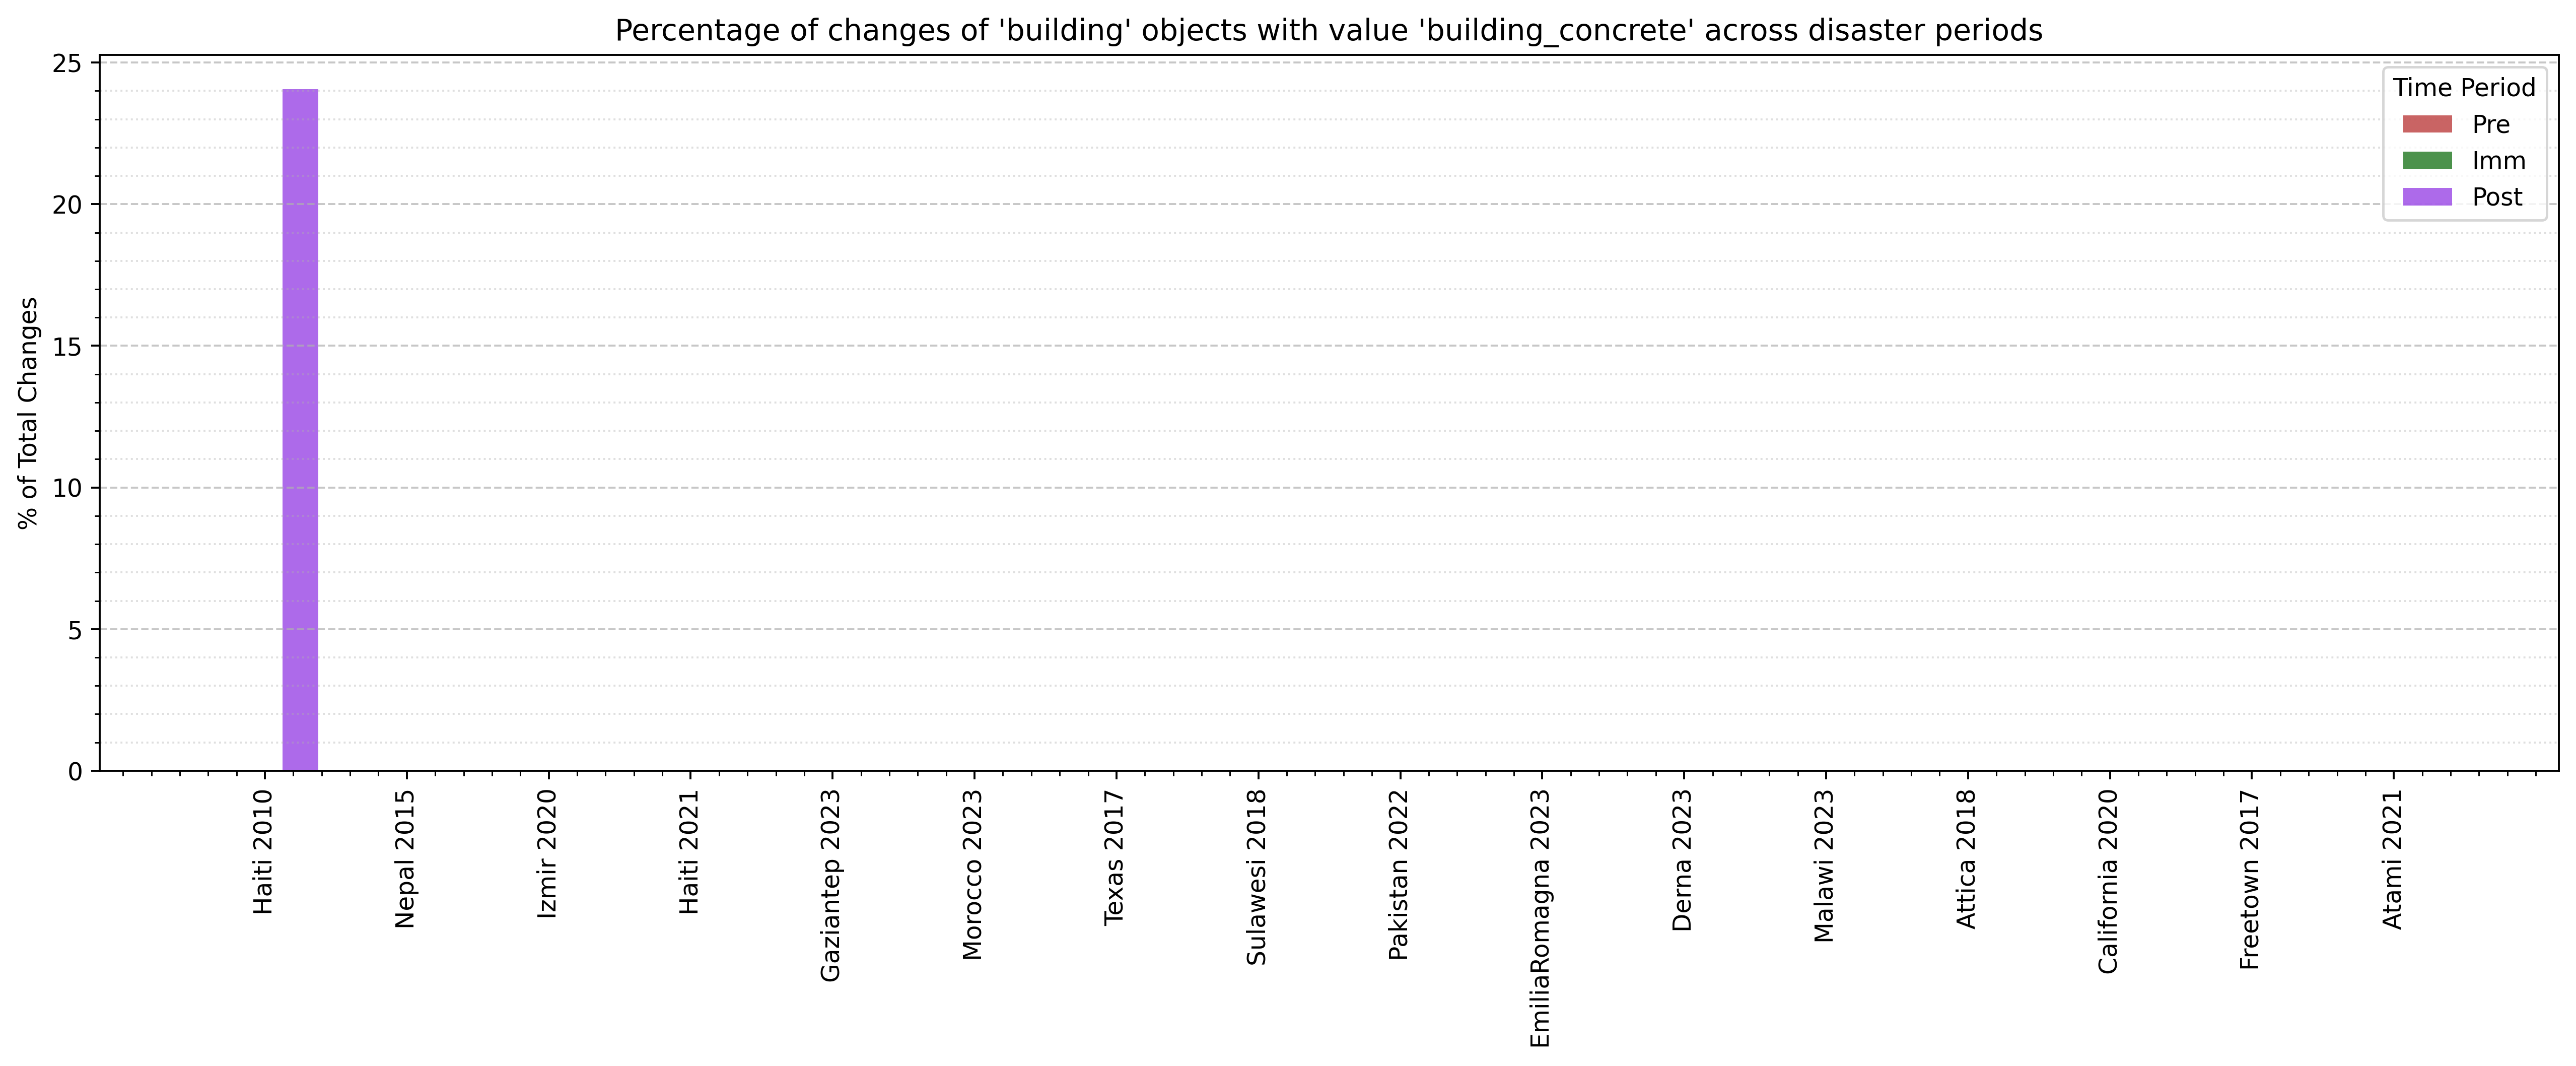 Percentage of changes of 'building' objects with value 'building_concrete' across disaster periods
% of Total Changes
25
20
15
10
5
0
Time Period
Pre
Imm
Post
Haiti 2010
Nepal 2015
Izmir 2020
Haiti 2021
Gaziantep 2023
Morocco 2023
Texas 2017
Sulawesi 2018
Pakistan 2022
EmiliaRomagna 2023
Derna 2023
Malawi 2023
Attica 2018
California 2020
Freetown 2017
Atami 2021